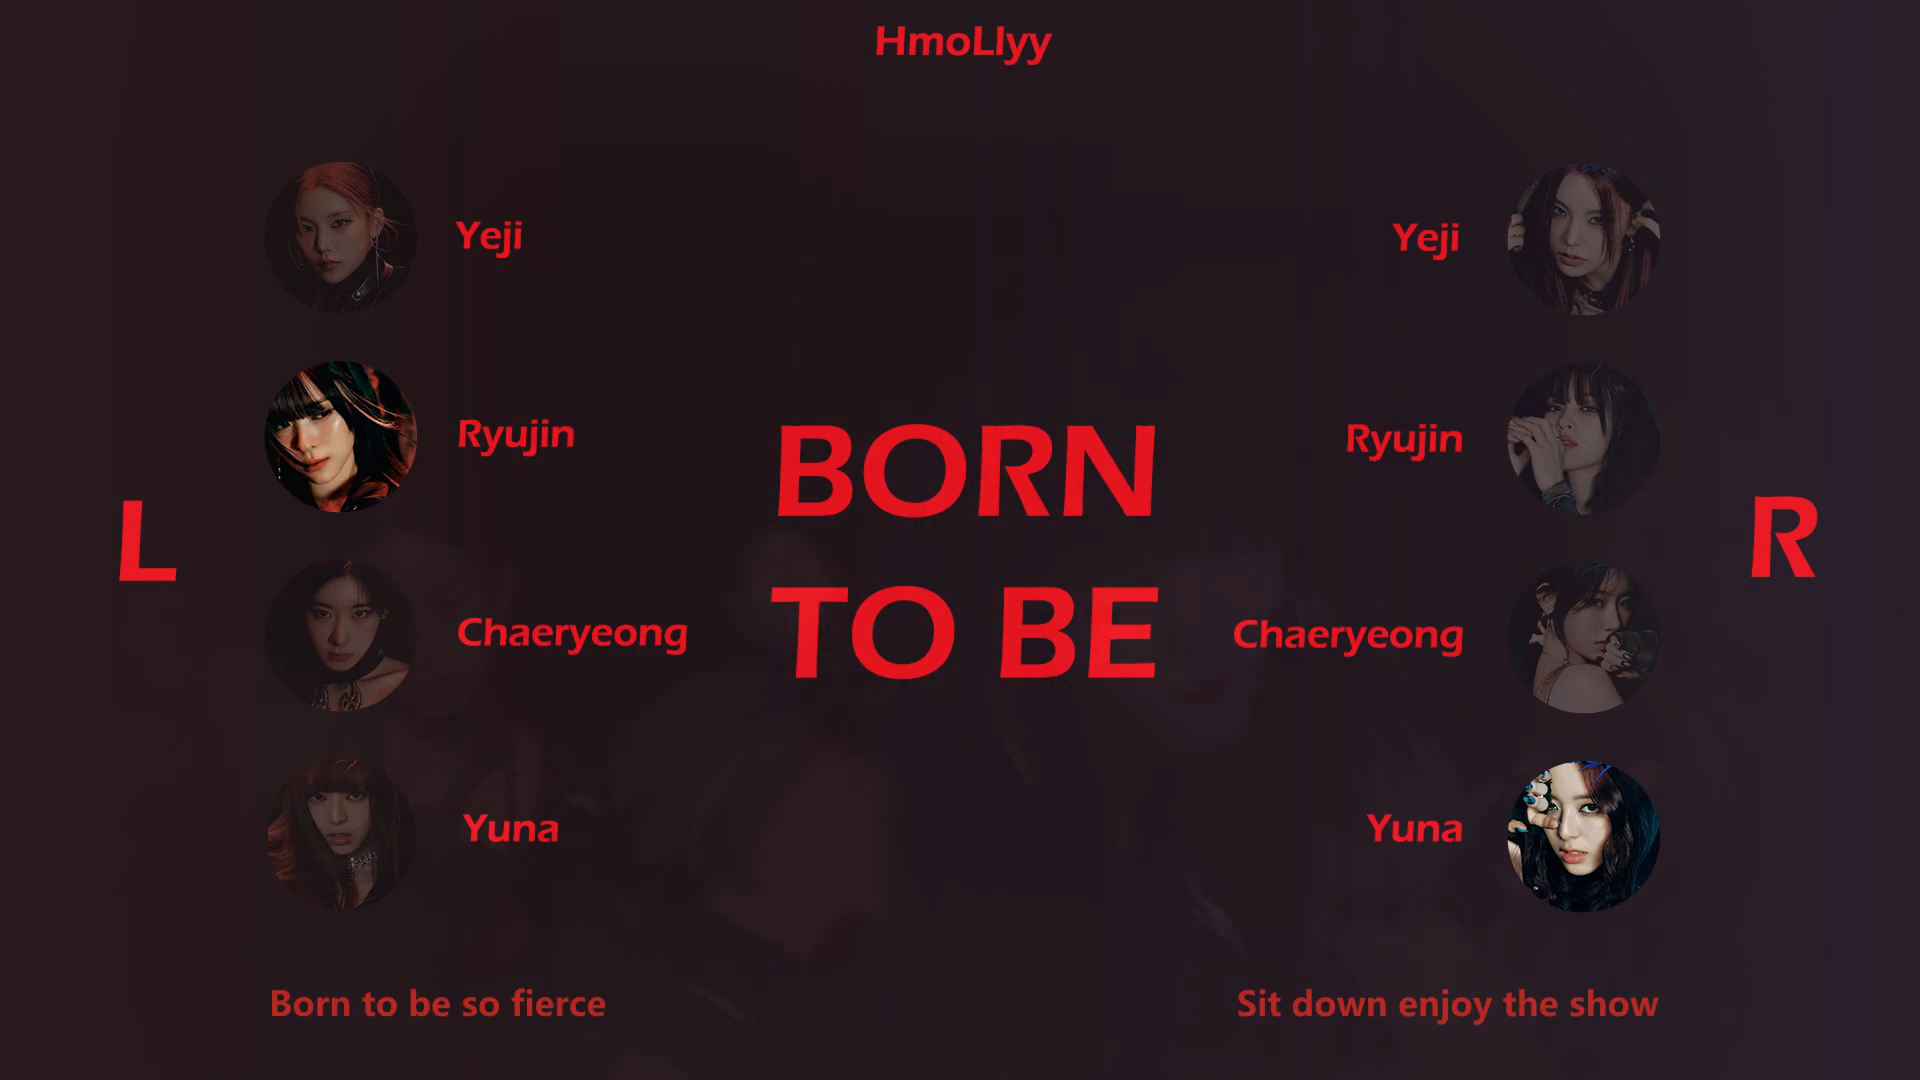 HmoLlyy
Yeji
Yeji
Ryujin
Ryujin
BORN
TO BE
L
R
Chaeryeong
Chaeryeong
Yuna
Yuna
Born to be so fierce
Sit down enjoy the show